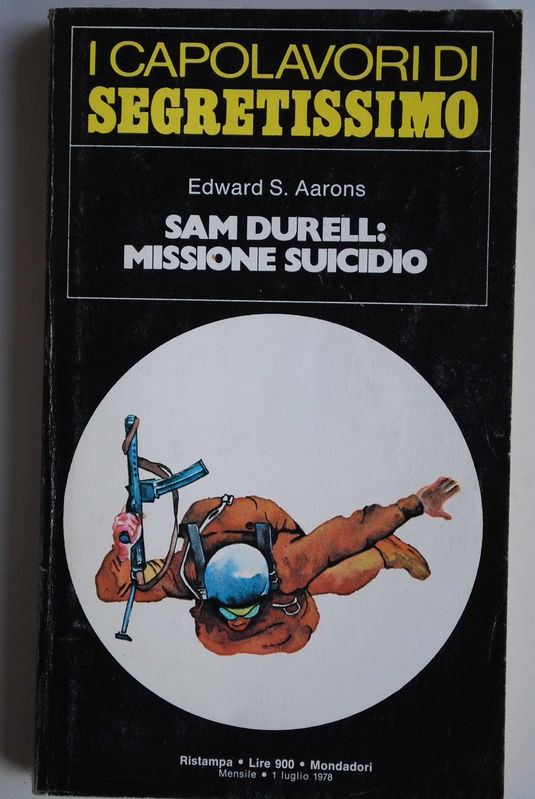 I CAPOLAVORI DI
SEGRETISSIMO
Edward S. Aarons
SAM DURELL:
MISSIONE SUICIDIO
Ristampa • Lire 900 • Mondadori
Mensile • 1 luglio 1978